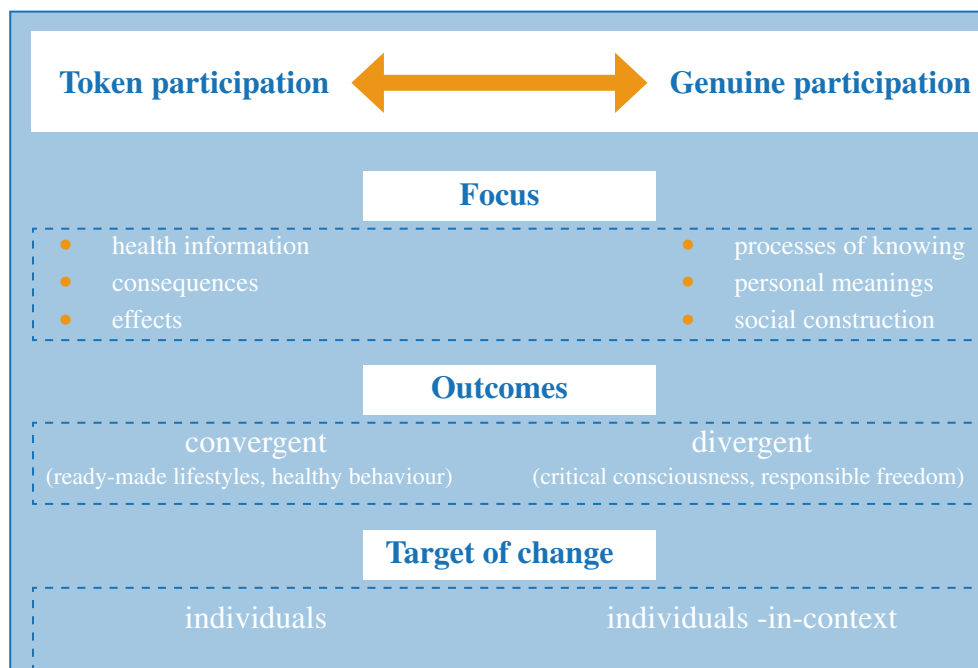 Token participation Genuine participation
Focus
• health information
• consequences
• effects
• processes of knowing
• personal meanings
• social construction
Outcomes
convergent
(ready-made lifestyles, healthy behaviour)
divergent
(critical consciousness, responsible freedom)
Target of change
individuals
individuals -in-context